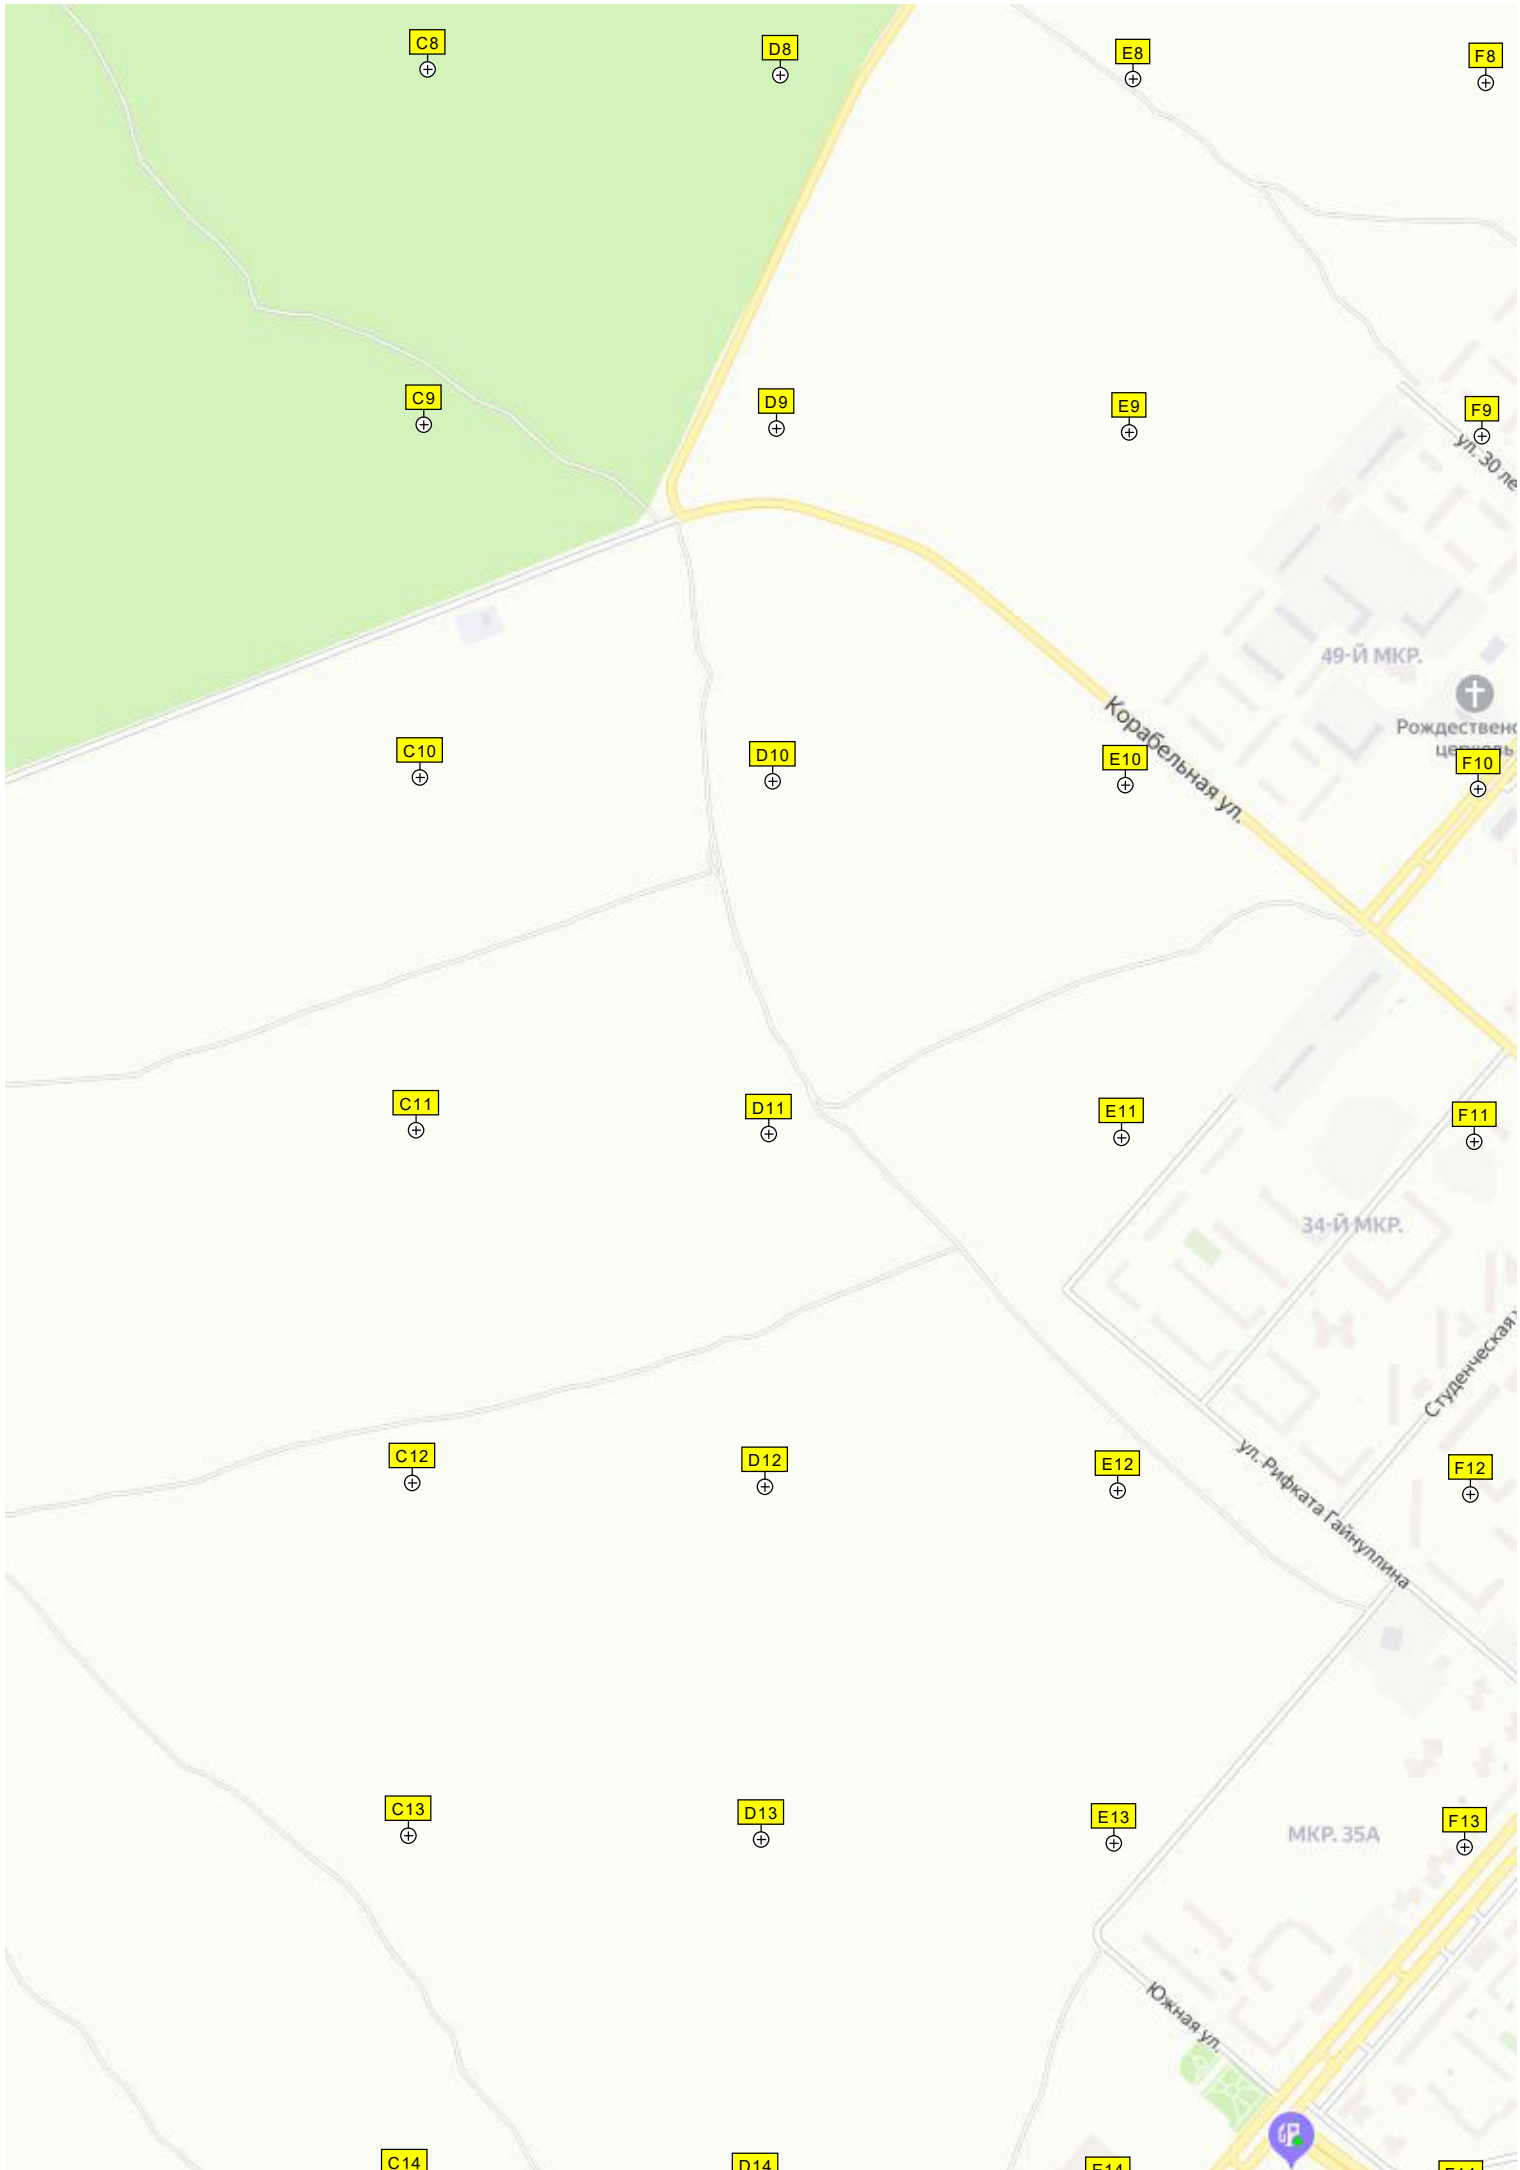 C8
D8
E8
F8
C9
D9
E9
F9
ул. 30 ле
49-Й МКР.
Рождественс
церковь
C10
D10
E10
F10
Корабельная ул.
C11
D11
E11
F11
34-Й МКР.
Студенческая
C12
D12
E12
F12
ул. Рифката Гайнуллина
C13
D13
E13
F13
МКР. 35А
Южная ул.
C14
D14
E14